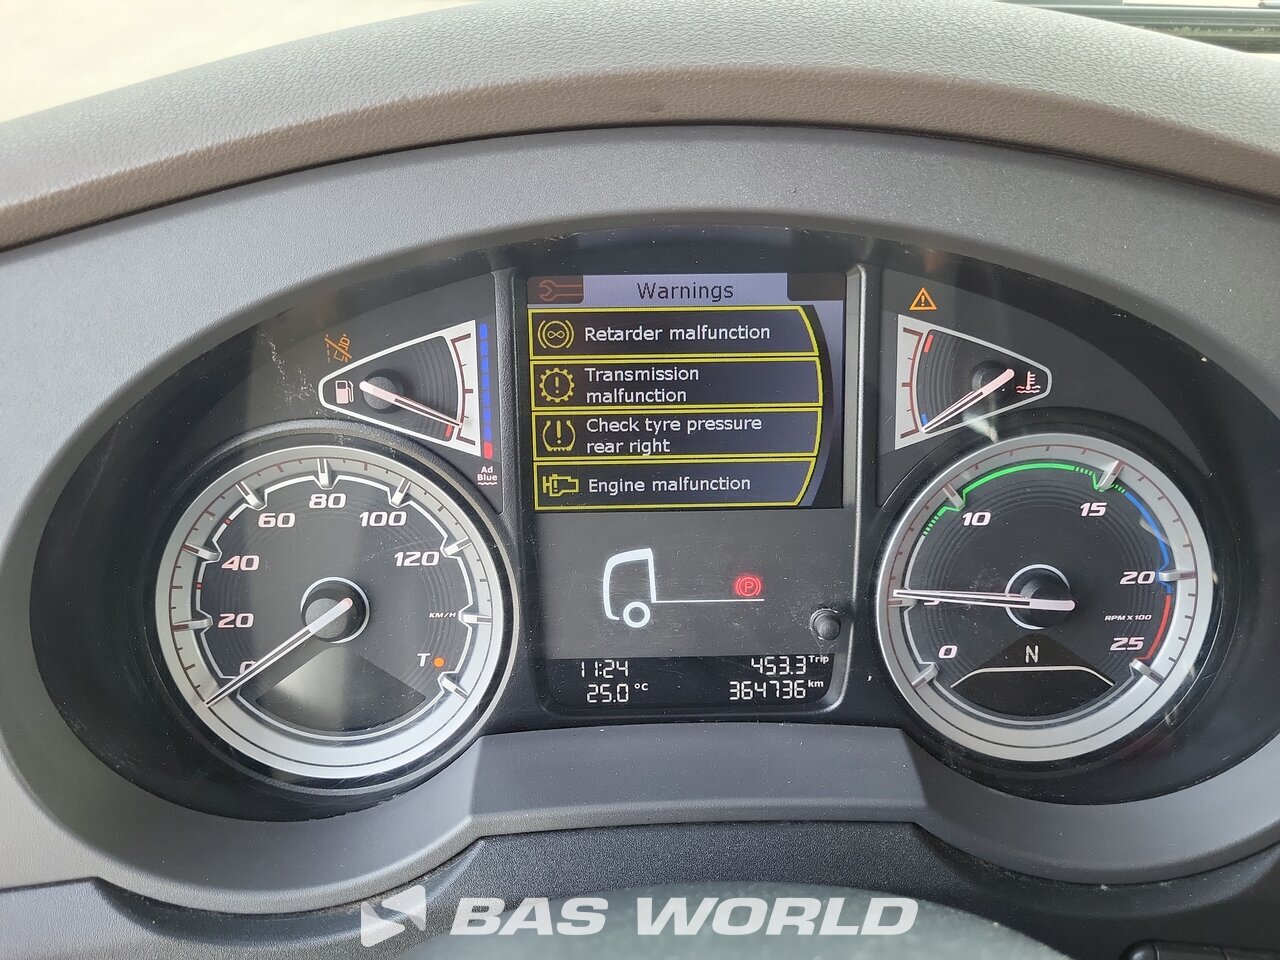 Warnings
Retarder malfunction
Transmission
malfunction
Check tyre pressure
rear right
Engine malfunction
Ad
Blue
0
20
40
60
80
100
120
KM/H
T
P
11:24
453.3 Trip
25.0 °C
364736 km
0
5
10
15
20
25
RPM X 100
N
BAS WORLD